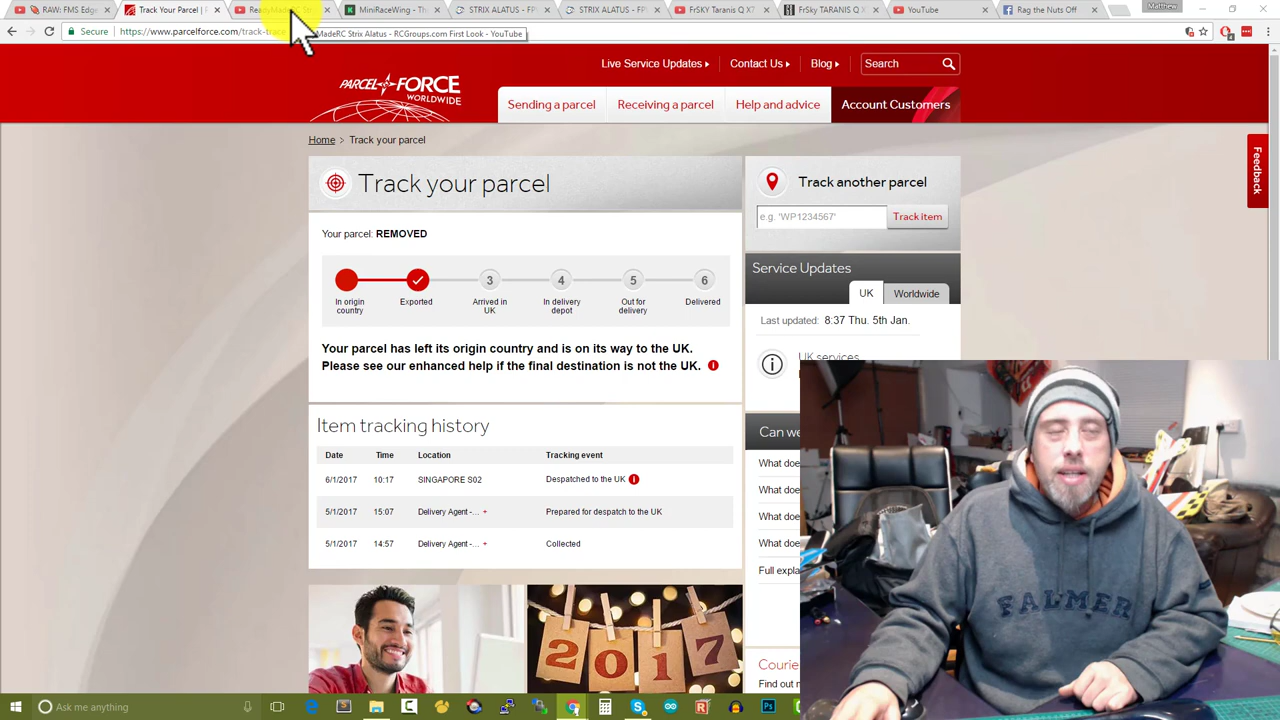 RAW: FMS Edge
Track Your Parcel |
ReadyMadeRC Str
MiniRaceWing - Th
STRIX ALATUS - FP
STRIX ALATUS - FP
FrSKY Taranis Q X7
FrSky TARANIS Q X
YouTube
Rag the Nuts Off
Matthew
Secure
https://www.parcelforce.com/track-trace
MadeRC Strix Alatus - RCGroups.com First Look - YouTube
PARCEL FORCE
WORLDWIDE
Live Service Updates
Contact Us
Blog
Search
Sending a parcel
Receiving a parcel
Help and advice
Account Customers
Home > Track your parcel
Feedback
Track your parcel
Your parcel: REMOVED
3
4
5
6
In origin
country
Exported
Arrived in
UK
In delivery
depot
Out for
delivery
Delivered
Your parcel has left its origin country and is on its way to the UK.
Please see our enhanced help if the final destination is not the UK.
Item tracking history
Date Time Location Tracking event
6/1/2017 10:17 SINGAPORE S02 Despatched to the UK
5/1/2017 15:07 Delivery Agent -... + Prepared for despatch to the UK
5/1/2017 14:57 Delivery Agent -... + Collected
2017
Track another parcel
e.g. 'WP1234567'
Track item
Service Updates
UK
Worldwide
Last updated: 8:37 Thu. 5th Jan.
UK services
Can we
What doe
What doe
What doe
What doe
Full expla
Courie
Find out m
FALMER
Ask me anything